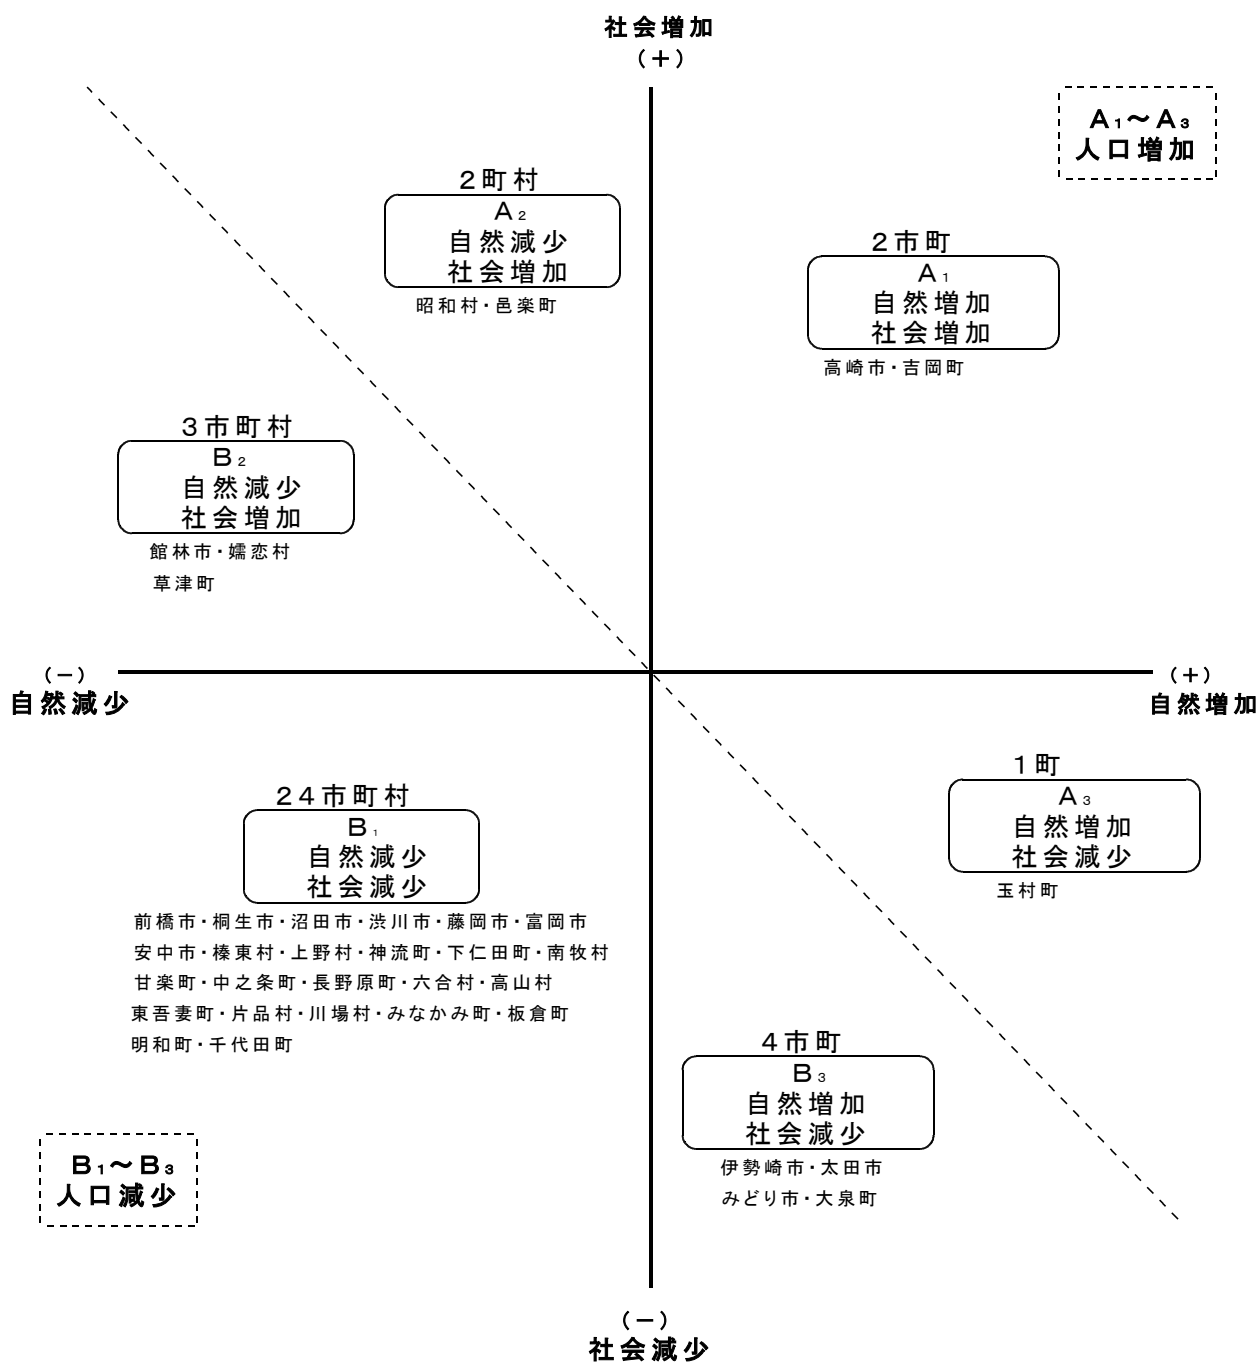 社会増加
(+)
A₁～A₃
人口増加
2町村
A₂
自然減少
社会増加
昭和村・邑楽町
2市町
A₁
自然増加
社会増加
高崎市・吉岡町
3市町村
B₂
自然減少
社会増加
館林市・嬬恋村
草津町
(－)
自然減少
(+)
自然増加
1町
A₃
自然増加
社会減少
玉村町
24市町村
B₁
自然減少
社会減少
前橋市・桐生市・沼田市・渋川市・藤岡市・富岡市
安中市・榛東村・上野村・神流町・下仁田町・南牧村
甘楽町・中之条町・長野原町・六合村・高山村
東吾妻町・片品村・川場村・みなかみ町・板倉町
明和町・千代田町
4市町
B₃
自然増加
社会減少
伊勢崎市・太田市
みどり市・大泉町
B₁～B₃
人口減少
(－)
社会減少